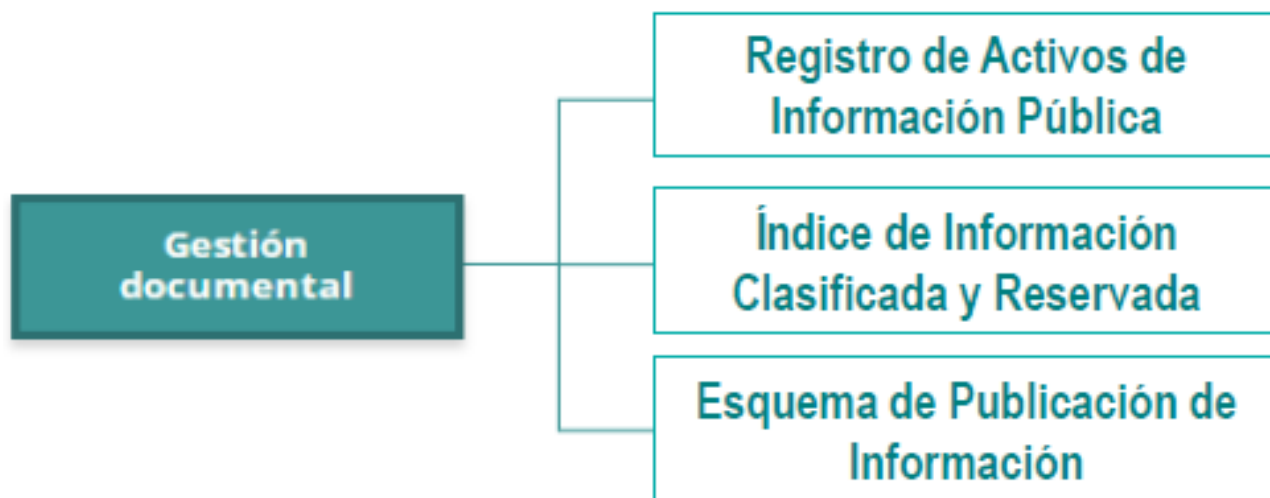 Registro de Activos de
Información Pública
Gestión
documental
Índice de Información
Clasificada y Reservada
Esquema de Publicación de
Información